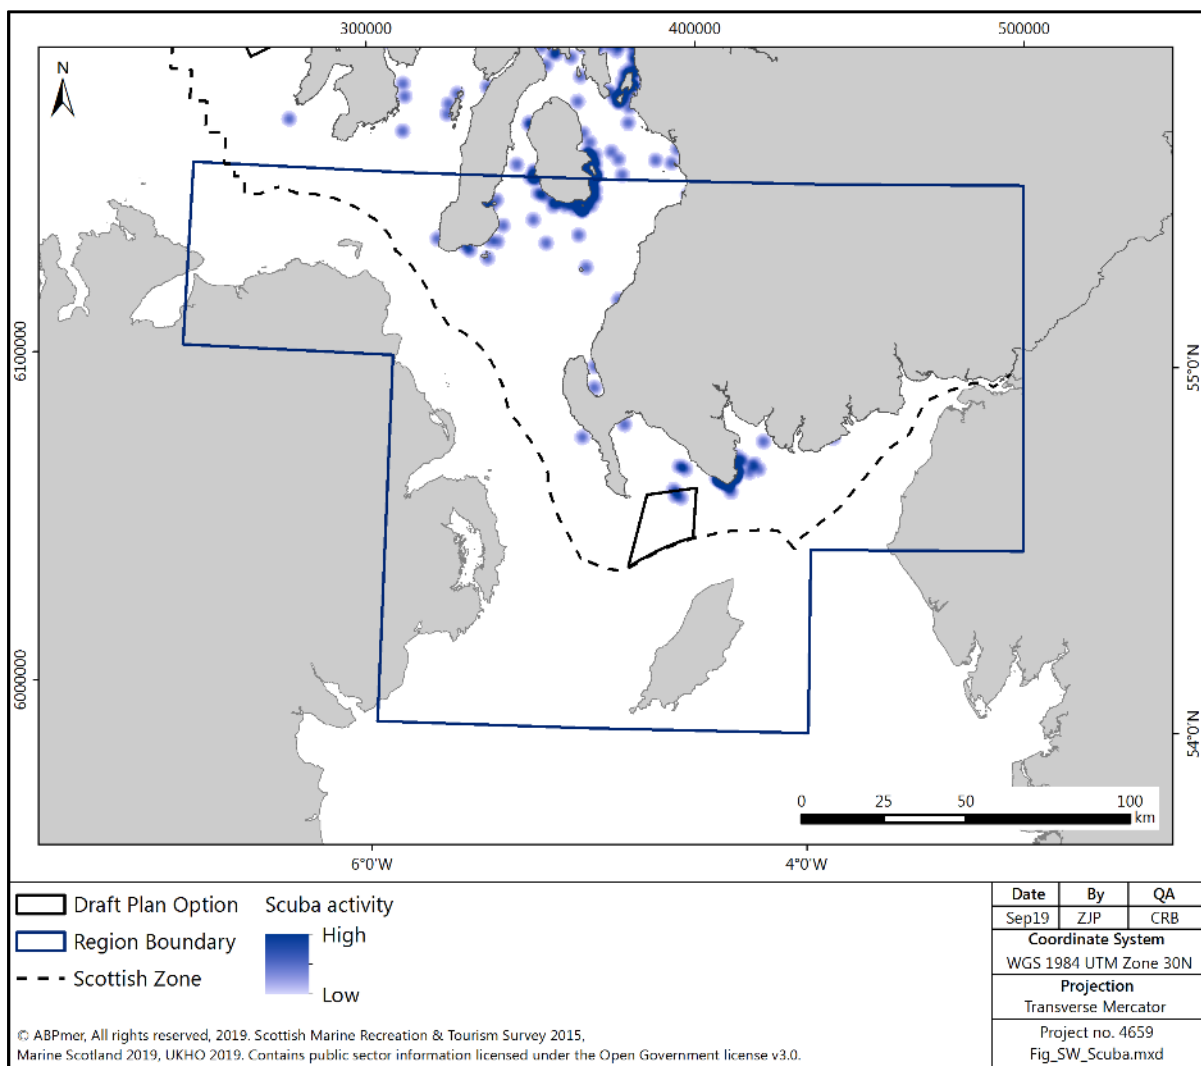 300000
400000
500000
N
6100000
55°0'N
6000000
54°0'N
0
25
50
100
km
6°0'W
4°0'W
Draft Plan Option
Region Boundary
Scottish Zone
Scuba activity
High
Low
Date By QA
Sep19 ZJP CRB
Coordinate System
WGS 1984 UTM Zone 30N
Projection
Transverse Mercator
Project no. 4659
Fig_SW_Scuba.mxd
© ABPmer, All rights reserved, 2019. Scottish Marine Recreation & Tourism Survey 2015,
Marine Scotland 2019, UKHO 2019. Contains public sector information licensed under the Open Government license v3.0.